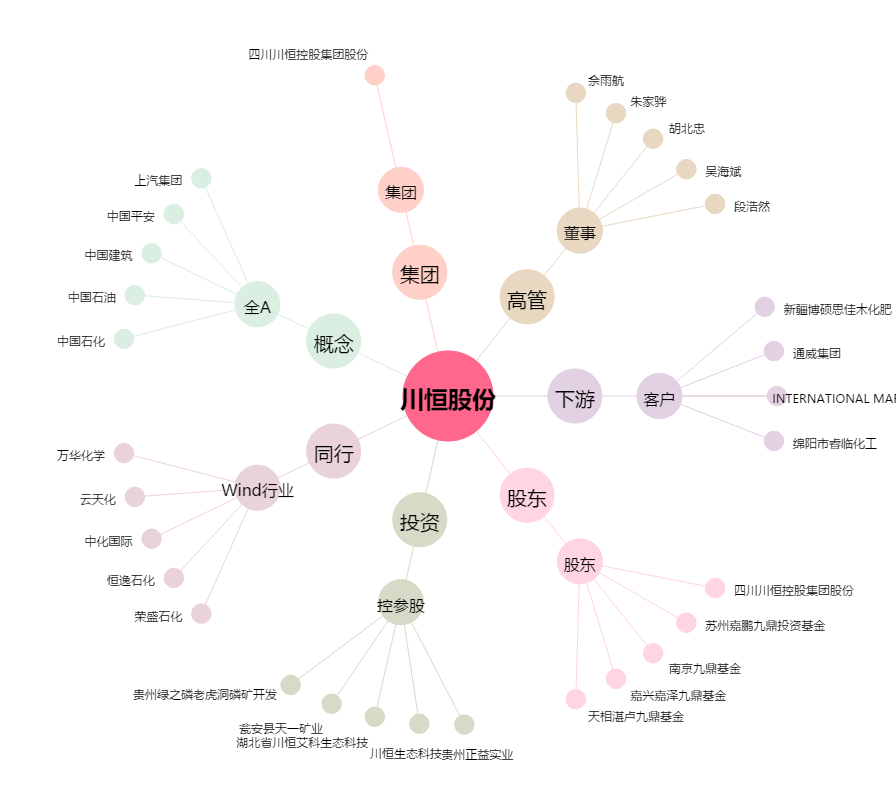 四川川恒控股集团股份
集团
集团
佘雨航
朱家骅
胡北忠
吴海斌
段浩然
董事
高管
上汽集团
中国平安
中国建筑
中国石油
中国石化
全A
概念
川恒股份
下游
客户
新疆博硕思佳木化肥
通威集团
INTERNATIONAL MAR
绵阳市睿临化工
同行
Wind行业
万华化学
云天化
中化国际
恒逸石化
荣盛石化
投资
控参股
贵州绿之磷老虎洞磷矿开发
瓮安县天一矿业
湖北省川恒艾科生态科技
川恒生态科技
贵州正益实业
股东
股东
四川川恒控股集团股份
苏州嘉鹏九鼎投资基金
南京九鼎基金
嘉兴嘉泽九鼎基金
天相湛卢九鼎基金